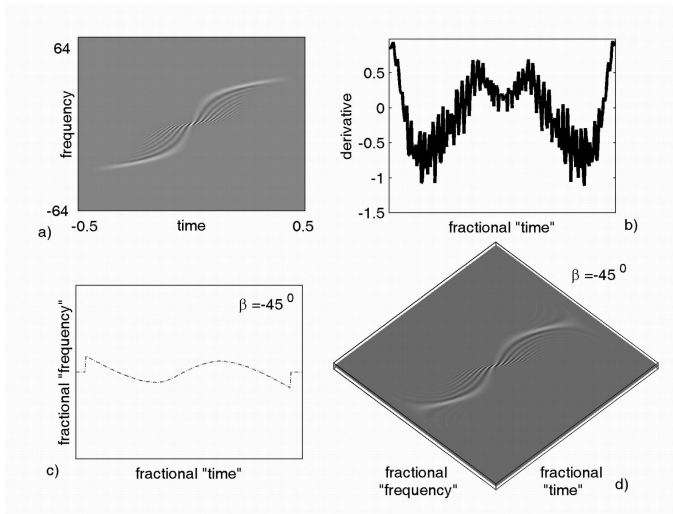 64
frequency
-64
-0.5
time
0.5
a)
0.5
0
-0.5
-1
-1.5
derivative
fractional "time"
b)
β =-45 0
fractional "frequency"
fractional "time"
c)
β =-45 0
fractional
"frequency"
fractional
"time"
d)